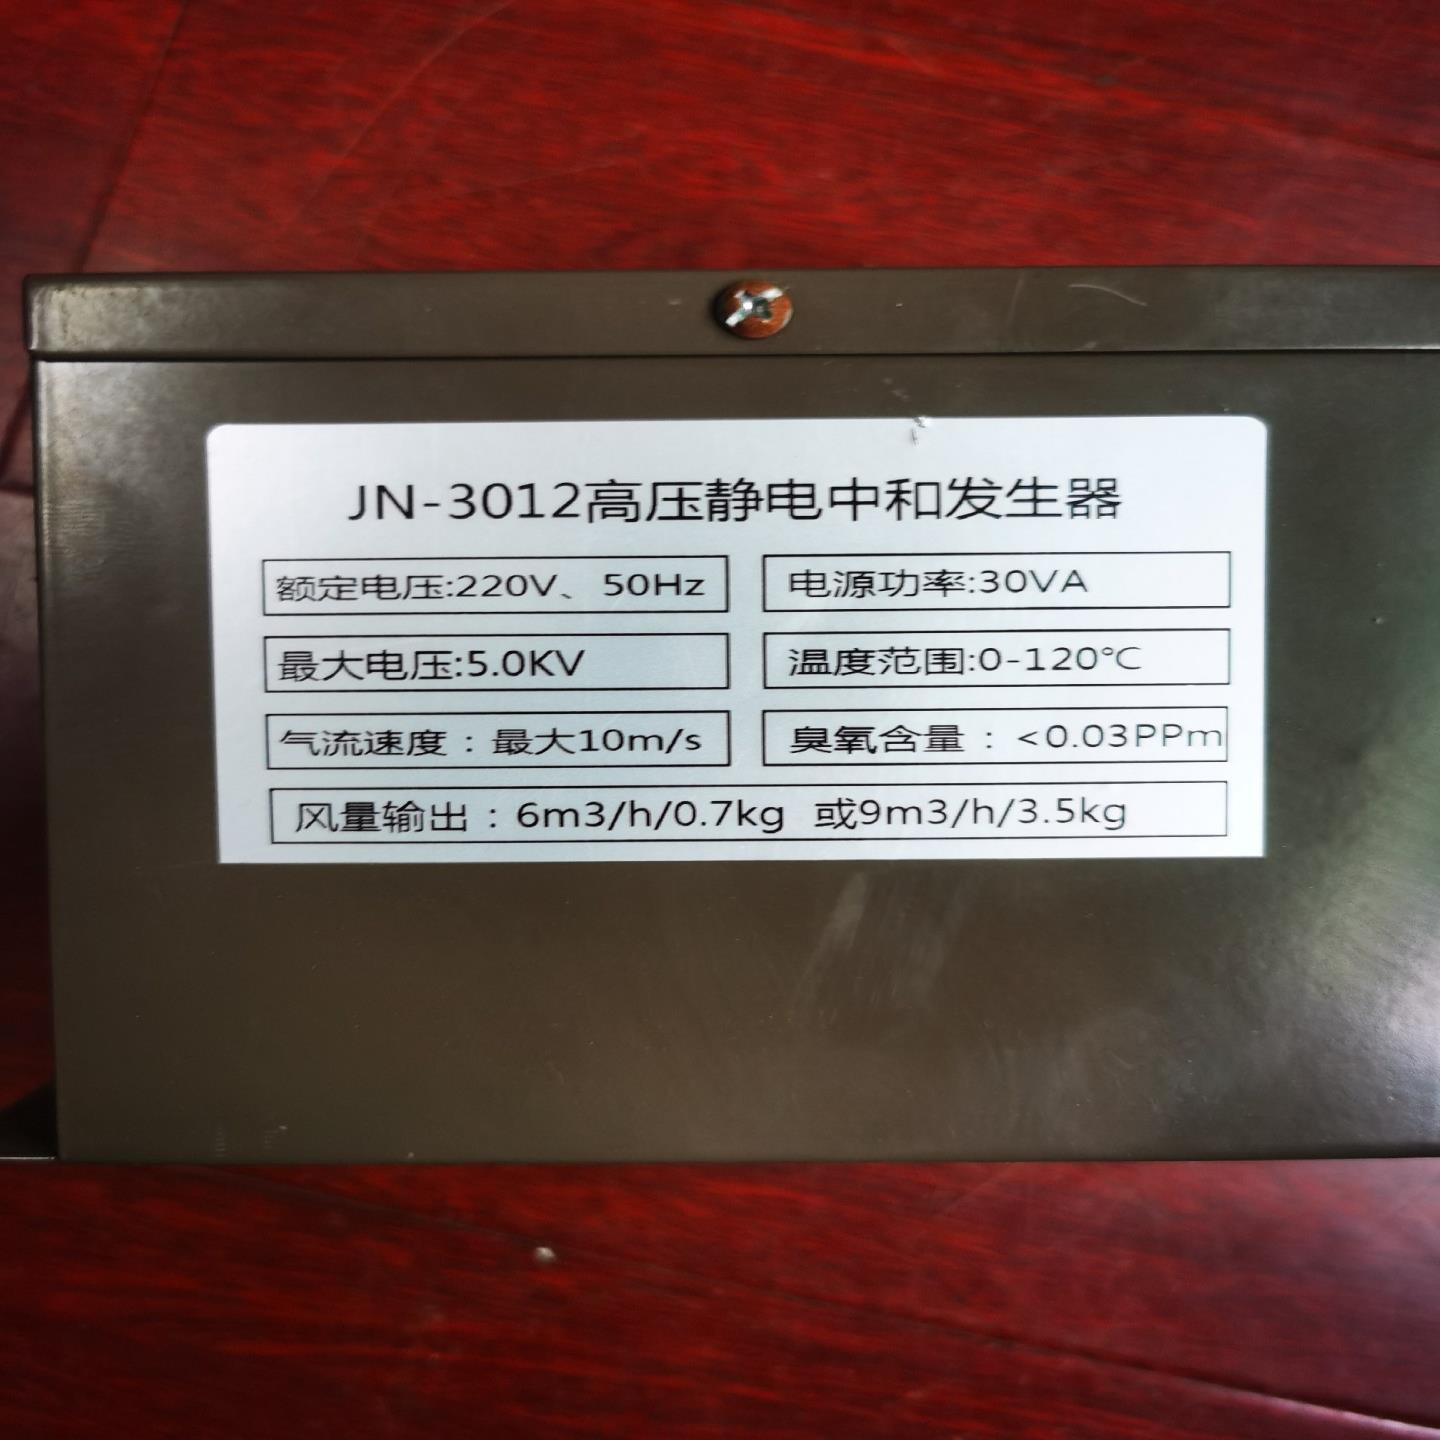 JN-3012高压静电中和发生器
额定电压:220V、50Hz
电源功率:30VA
最大电压:5.0KV
温度范围:0-120℃
气流速度：最大10m/s
臭氧含量：<0.03PPm
风量输出：6m3/h/0.7kg 或9m3/h/3.5kg